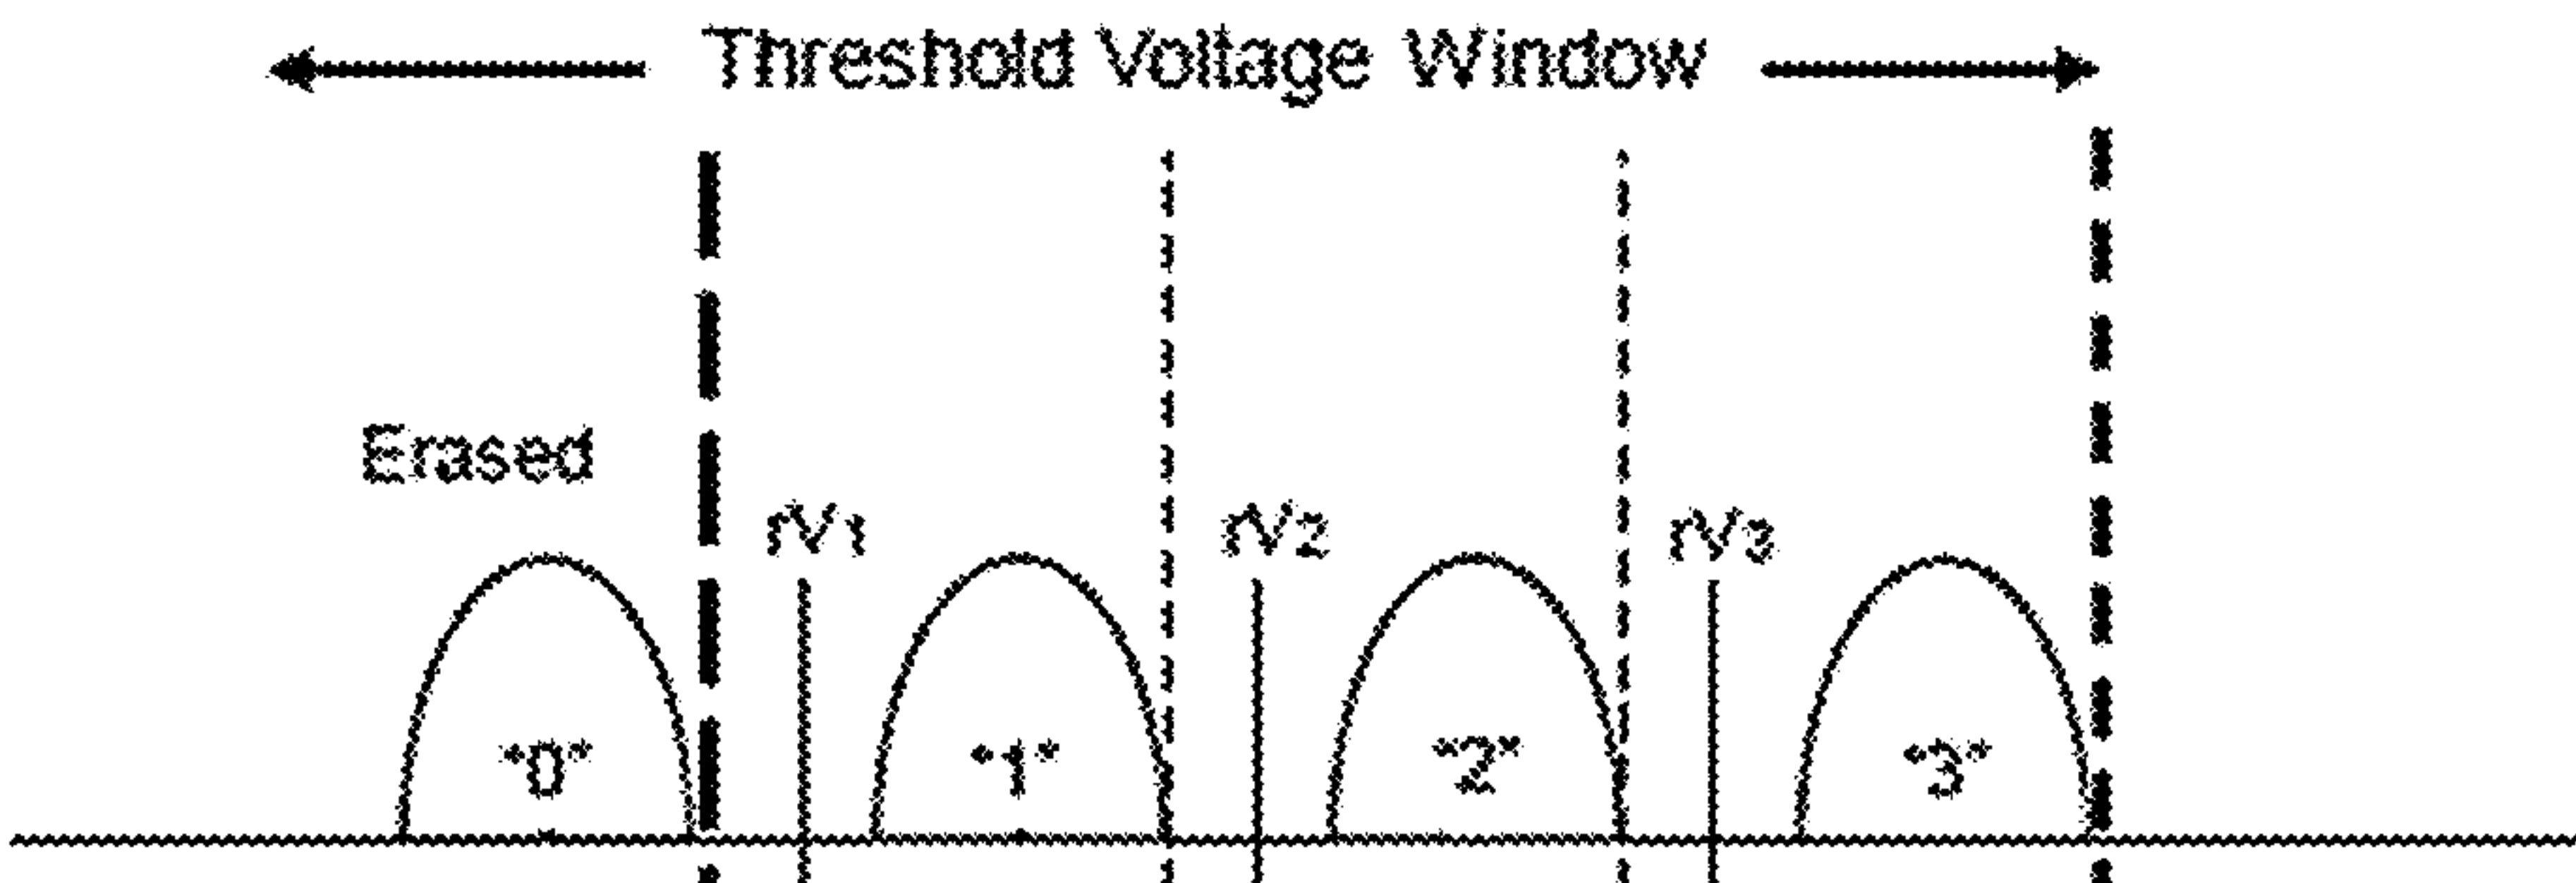 Threshold Voltage Window
Erased
rV1 rV2 rV3
"0" "1" "2" "3"